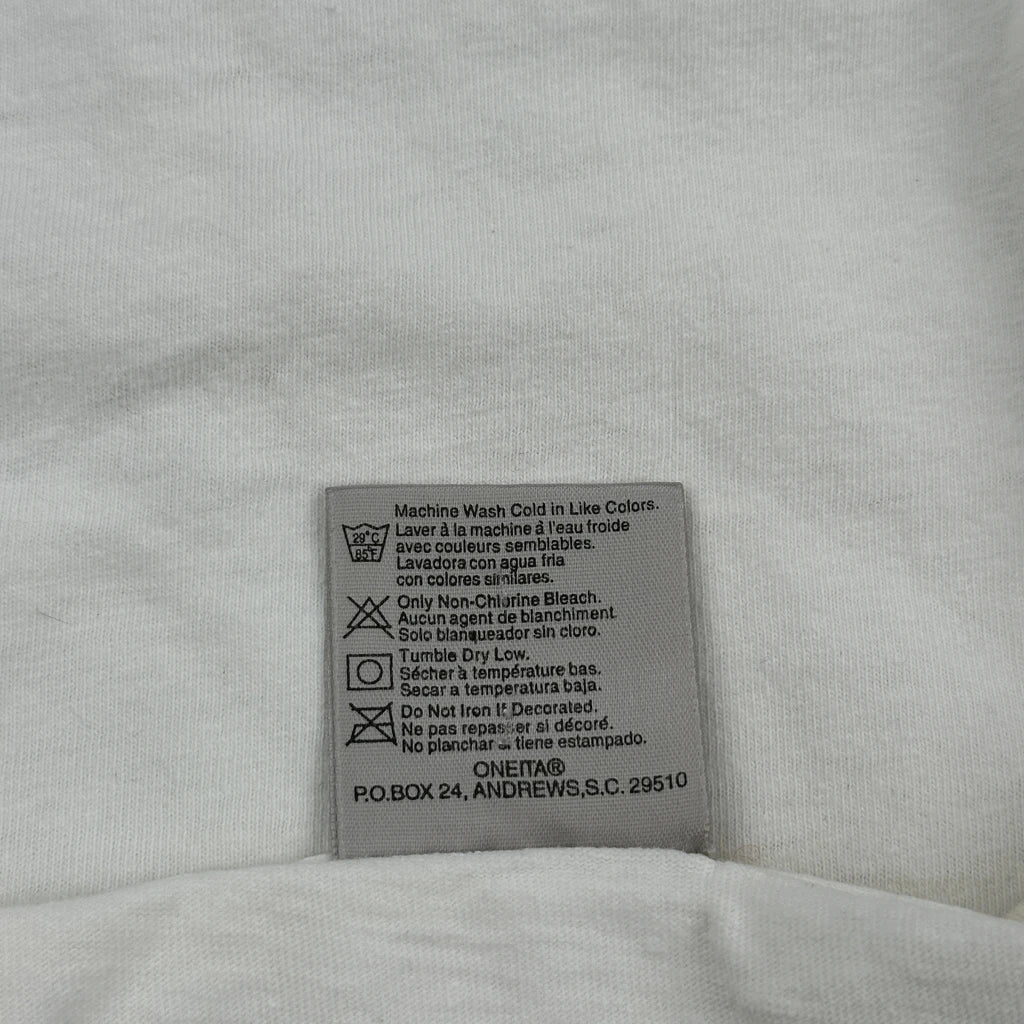 Machine Wash Cold in Like Colors.
29°C
85°F
Laver à la machine à l'eau froide
avec couleurs semblables.
Lavadora con agua fria
con colores similares.
Only Non-Chlorine Bleach.
Aucun agent de blanchiment
Solo blanqueador sin cloro.
Tumble Dry Low.
Sécher à température bas.
Secar a temperatura baja.
Do Not Iron If Decorated.
Ne pas repasser si décoré.
No planchar tiene estampado.
ONEITA®
P.O.BOX 24, ANDREWS,S.C. 29510